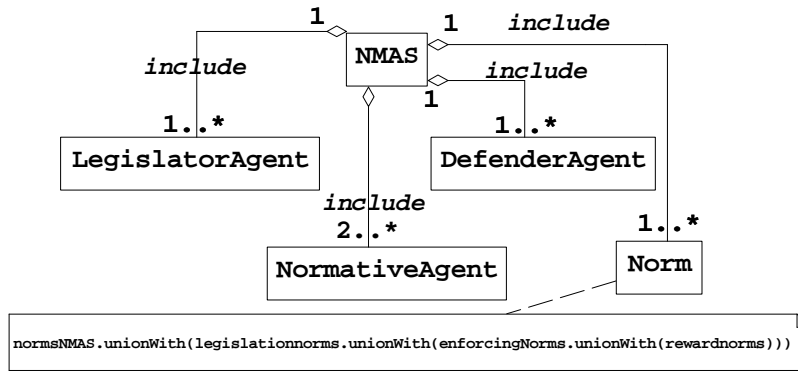 1
1
include
NMAS
include
include
1
1..*
1..*
LegislatorAgent
DefenderAgent
include
2..*
1..*
NormativeAgent
Norm
normsNMAS.unionWith(legislationnorms.unionWith(enforcingNorms.unionWith(rewardnorms)))